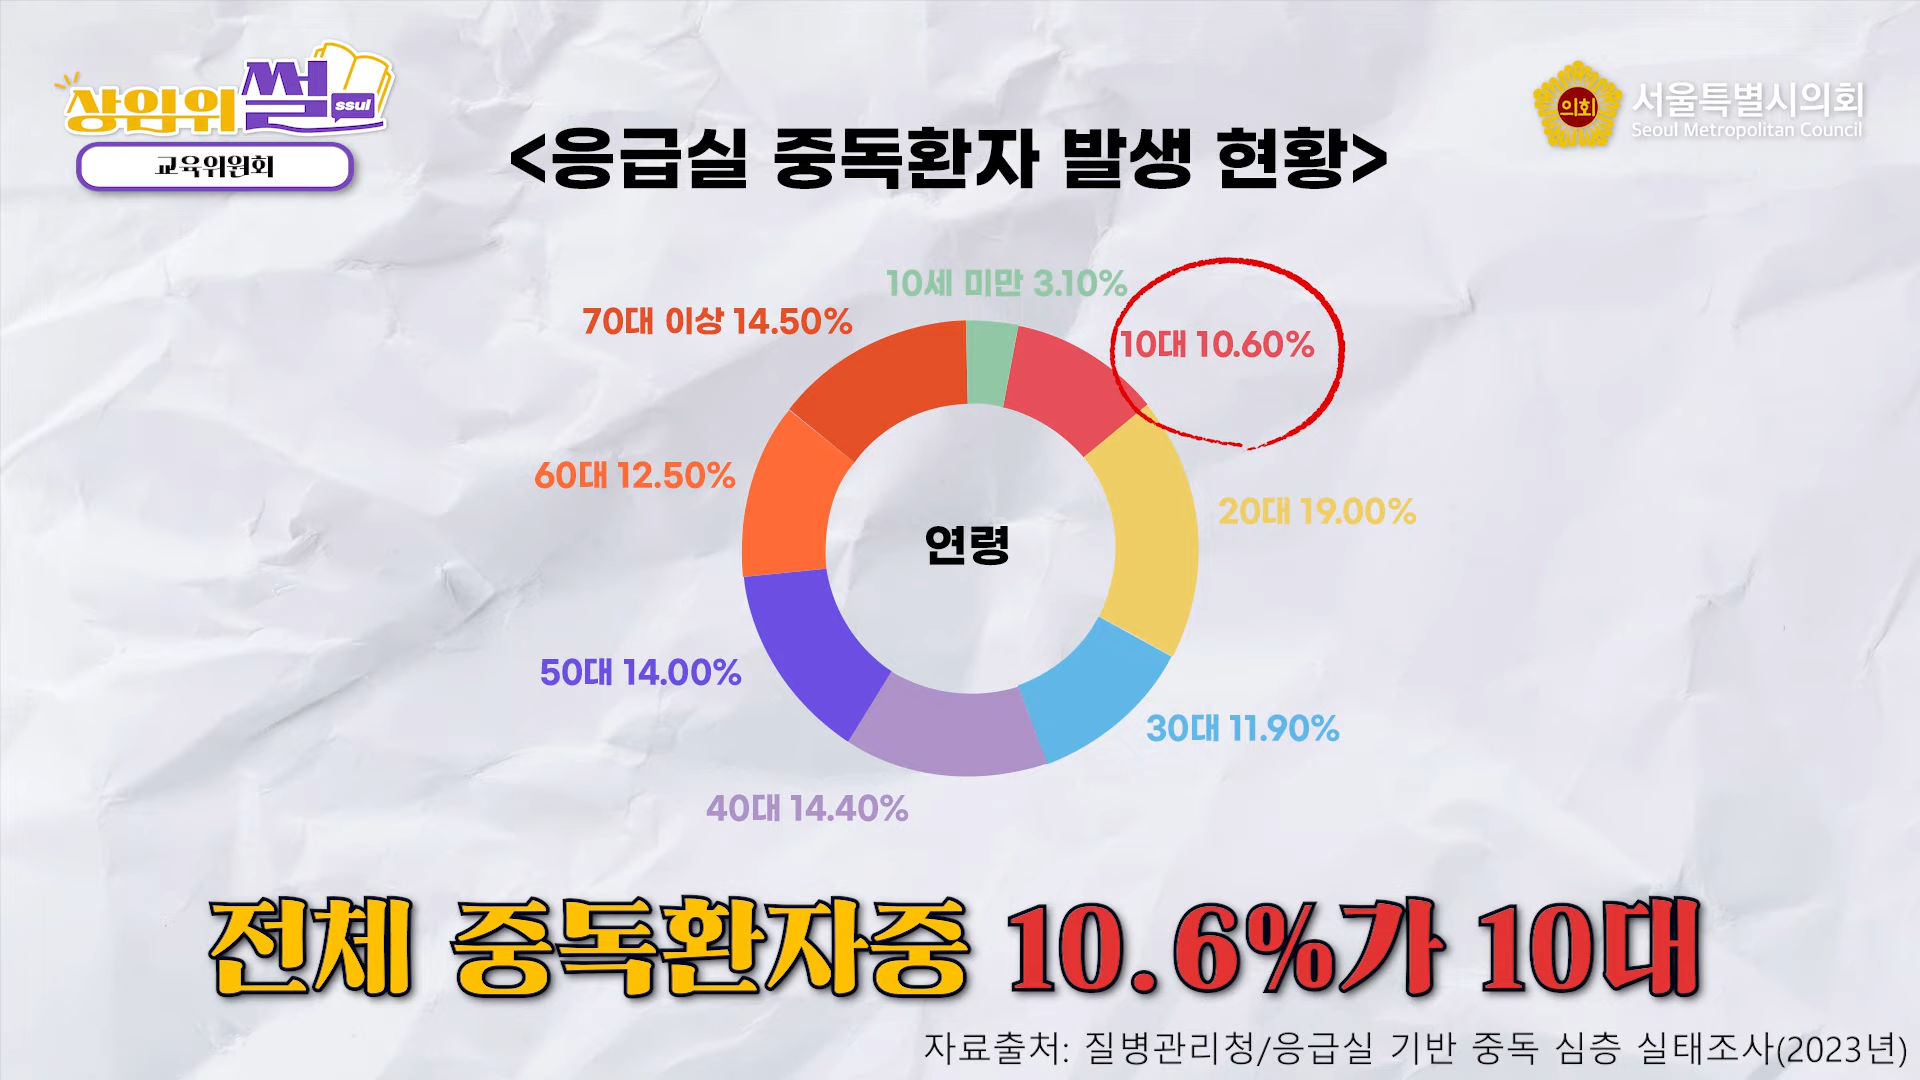 상임위썰
ssul
교육위원회
의회
서울특별시의회
Seoul Metropolitan Council
<응급실 중독환자 발생 현황>
10세 미만 3.10%
70대 이상 14.50%
10대 10.60%
60대 12.50%
20대 19.00%
연령
50대 14.00%
30대 11.90%
40대 14.40%
전체 중독환자중 10.6%가 10대
자료출처: 질병관리청/응급실 기반 중독 심층 실태조사(2023년)